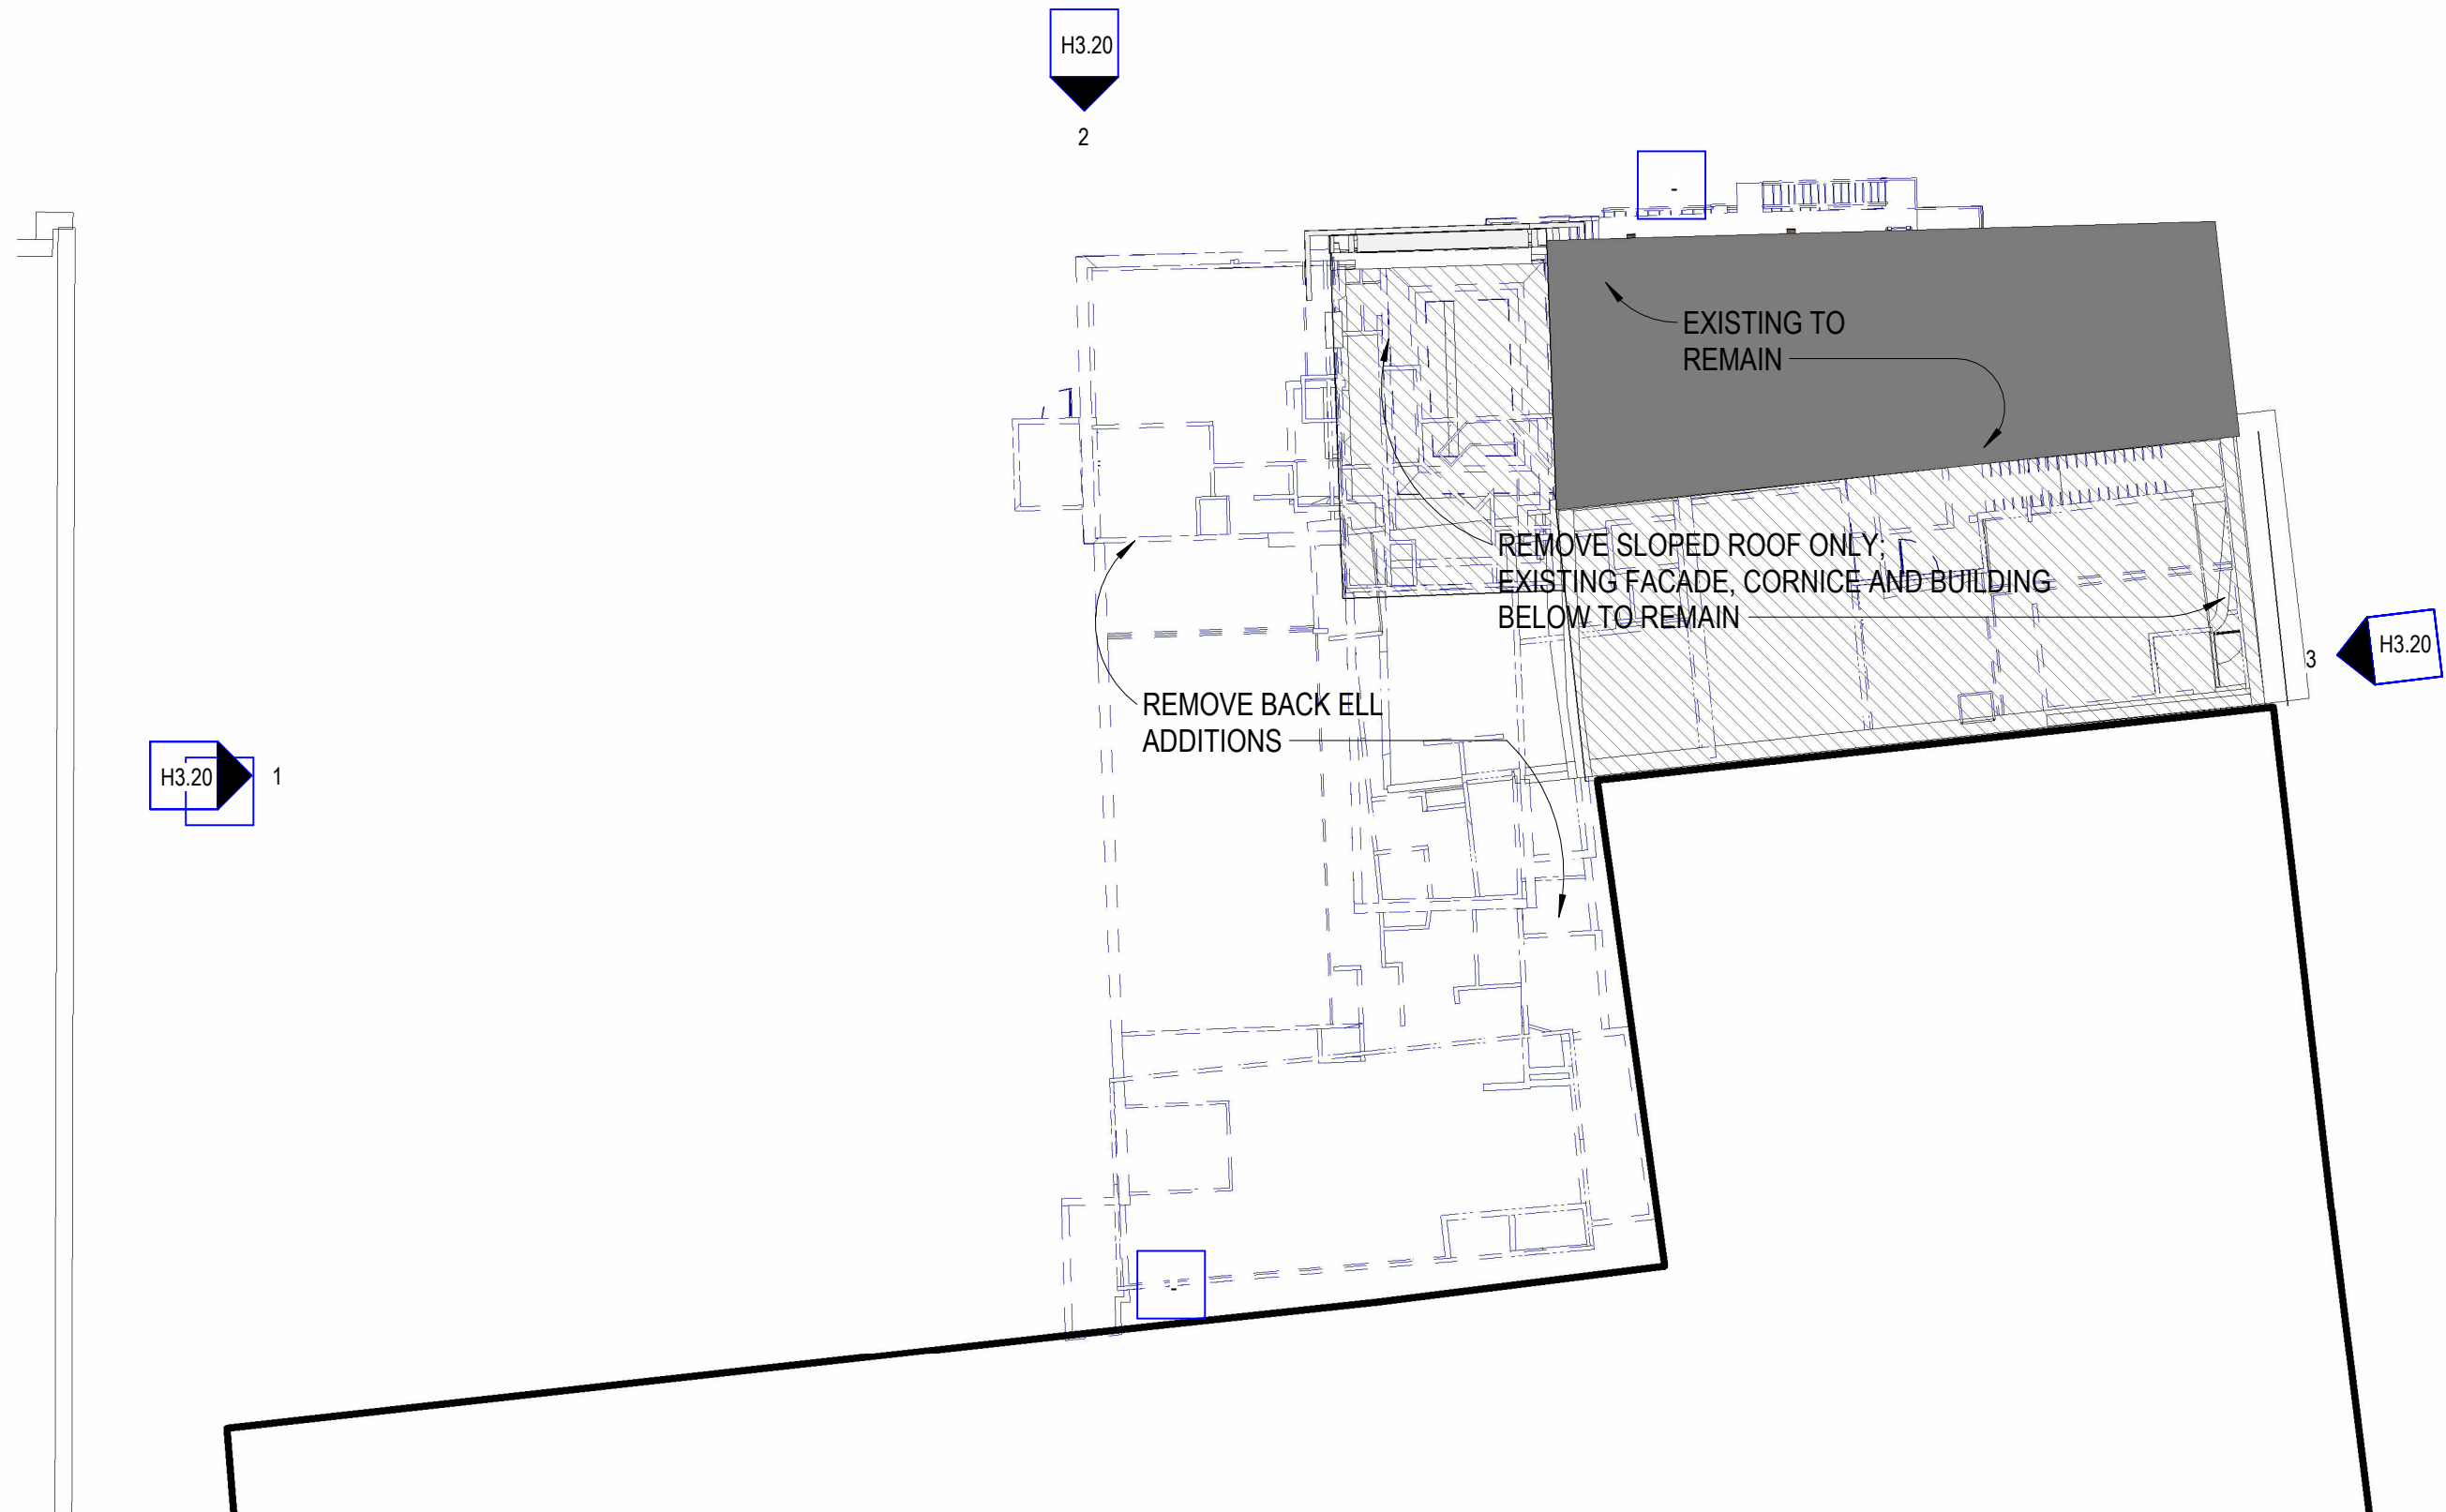 H3.20
2
-
EXISTING TO
REMAIN
REMOVE SLOPED ROOF ONLY;
EXISTING FACADE, CORNICE AND BUILDING
BELOW TO REMAIN
H3.20
3
REMOVE BACK ELL
ADDITIONS
H3.20
1
-